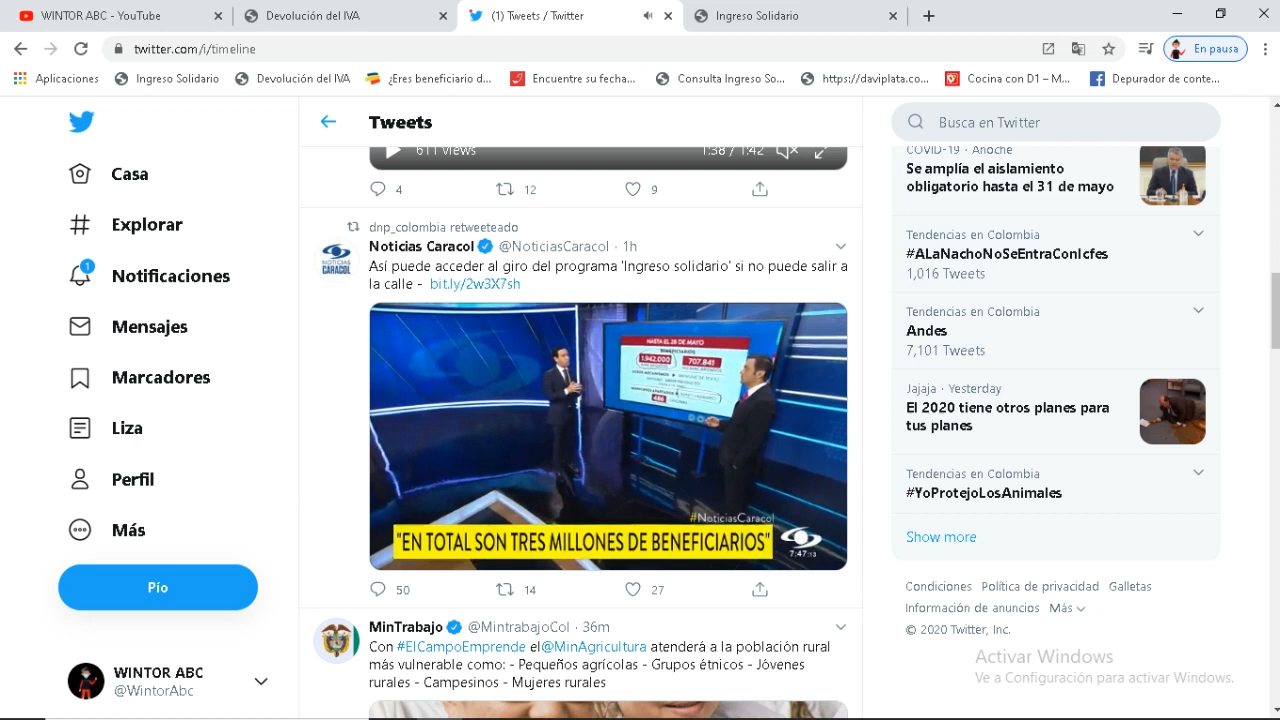 WINTOR ABC - YouTube
Devolución del IVA
(1) Tweets / Twitter
Ingreso Solidario
twitter.com/i/timeline
En pausa
Aplicaciones
Ingreso Solidario
Devolución del IVA
¿Eres beneficiario d...
Encuentre su fecha...
Consulta Ingreso So...
https://daviplata.co...
Cocina con D1 – M...
Depurador de conte...
Casa
Explorar
1
Notificaciones
Mensajes
Marcadores
Liza
Perfil
Más
Pío
WINTOR ABC
@WintorAbc
Tweets
611 views
1:38 / 1:42
4 12 9
dnp_colombia retweeteado
Noticias Caracol @NoticiasCaracol · 1h
NOTICIAS
CARACOL
Así puede acceder al giro del programa 'Ingreso solidario' si no puede salir a
la calle - bit.ly/2w3X7sh
HASTA EL 28 DE MAYO
BENEFICIARIOS
1.942.000 707.841
486
#NoticiasCaracol
"EN TOTAL SON TRES MILLONES DE BENEFICIARIOS"
7:47:13
50 14 27
MinTrabajo @MintrabajoCol · 36m
Con #ElCampoEmprende el@MinAgricultura atenderá a la población rural
más vulnerable como: - Pequeños agrícolas - Grupos étnicos - Jóvenes
rurales - Campesinos - Mujeres rurales
Busca en Twitter
COVID-19 · Anoche
Se amplía el aislamiento
obligatorio hasta el 31 de mayo
Tendencias en Colombia
#ALaNachoNoSeEntraConIcfes
1,016 Tweets
Tendencias en Colombia
Andes
7,101 Tweets
Jajaja · Yesterday
El 2020 tiene otros planes para
tus planes
Tendencias en Colombia
#YoProtejoLosAnimales
Show more
Condiciones Política de privacidad Galletas
Información de anuncios Más
© 2020 Twitter, Inc.
Activar Windows
Ve a Configuración para activar Windows.